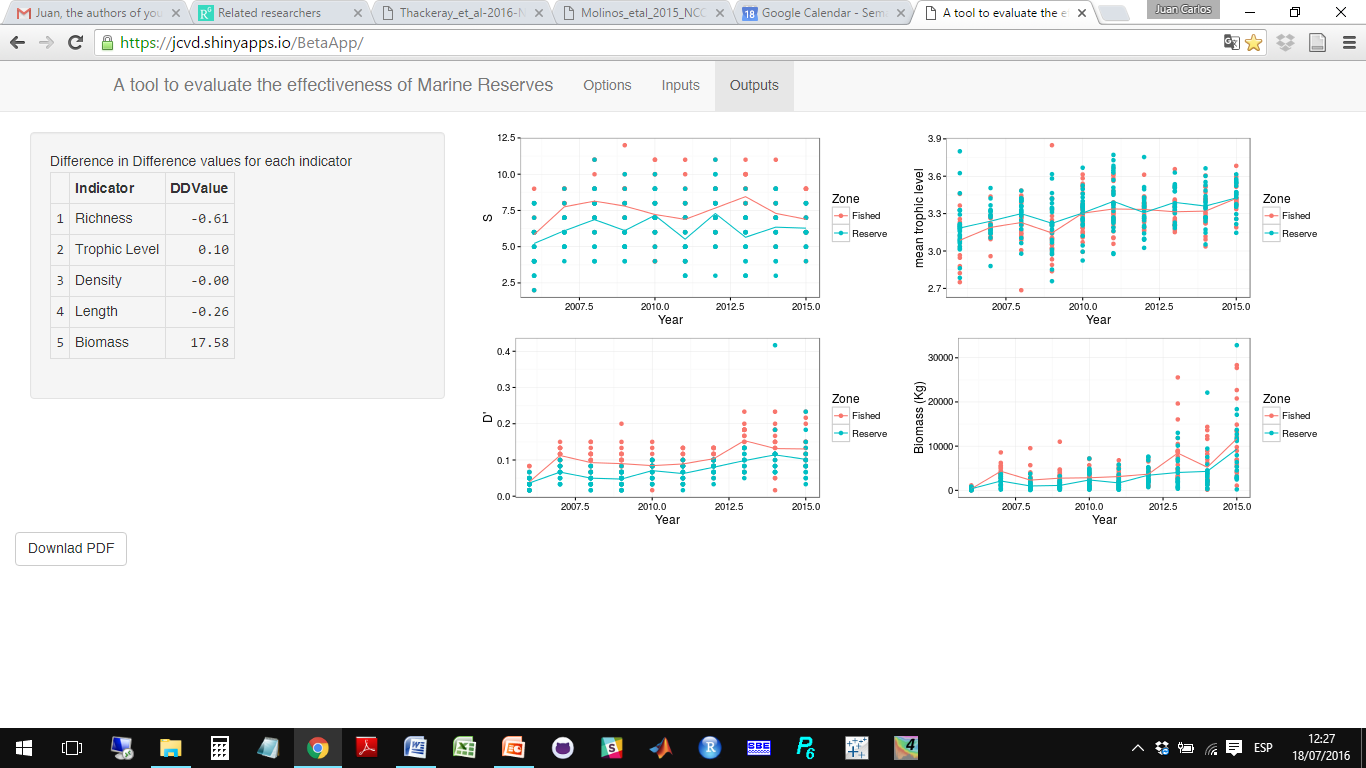 Juan, the authors of you
Related researchers
Thackeray_et_al-2016-N
Molinos_etal_2015_NCC
18 Google Calendar - Sema
A tool to evaluate the e
Juan Carlos
https://jcvd.shinyapps.io/BetaApp/
A tool to evaluate the effectiveness of Marine Reserves
Options
Inputs
Outputs
Difference in Difference values for each indicator
Indicator DDValue
1 Richness -0.61
2 Trophic Level 0.10
3 Density -0.00
4 Length -0.26
5 Biomass 17.58
Downlad PDF
S
12.5
10.0
7.5
5.0
2.5
2007.5 2010.0 2012.5 2015.0
Year
Zone
Fished
Reserve
mean trophic level
3.9
3.6
3.3
3.0
2.7
2007.5 2010.0 2012.5 2015.0
Year
Zone
Fished
Reserve
D'
0.4
0.3
0.2
0.1
0.0
2007.5 2010.0 2012.5 2015.0
Year
Zone
Fished
Reserve
Biomass (Kg)
30000
20000
10000
0
2007.5 2010.0 2012.5 2015.0
Year
Zone
Fished
Reserve
SBE
P6
4
ESP
12:27
18/07/2016